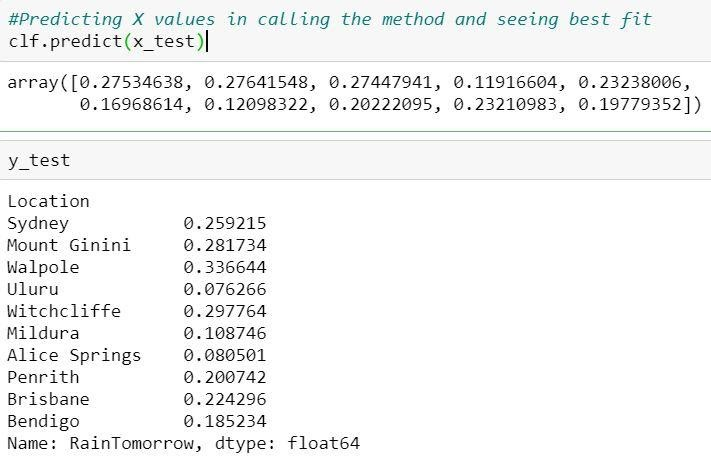 #Predicting X values in calling the method and seeing best fit
clf.predict(x_test)
array([0.27534638, 0.27641548, 0.27447941, 0.11916604, 0.23238006,
0.16968614, 0.12098322, 0.20222095, 0.23210983, 0.19779352])
y_test
Location
Sydney 0.259215
Mount Ginini 0.281734
Walpole 0.336644
Uluru 0.076266
Witchcliffe 0.297764
Mildura 0.108746
Alice Springs 0.080501
Penrith 0.200742
Brisbane 0.224296
Bendigo 0.185234
Name: RainTomorrow, dtype: float64